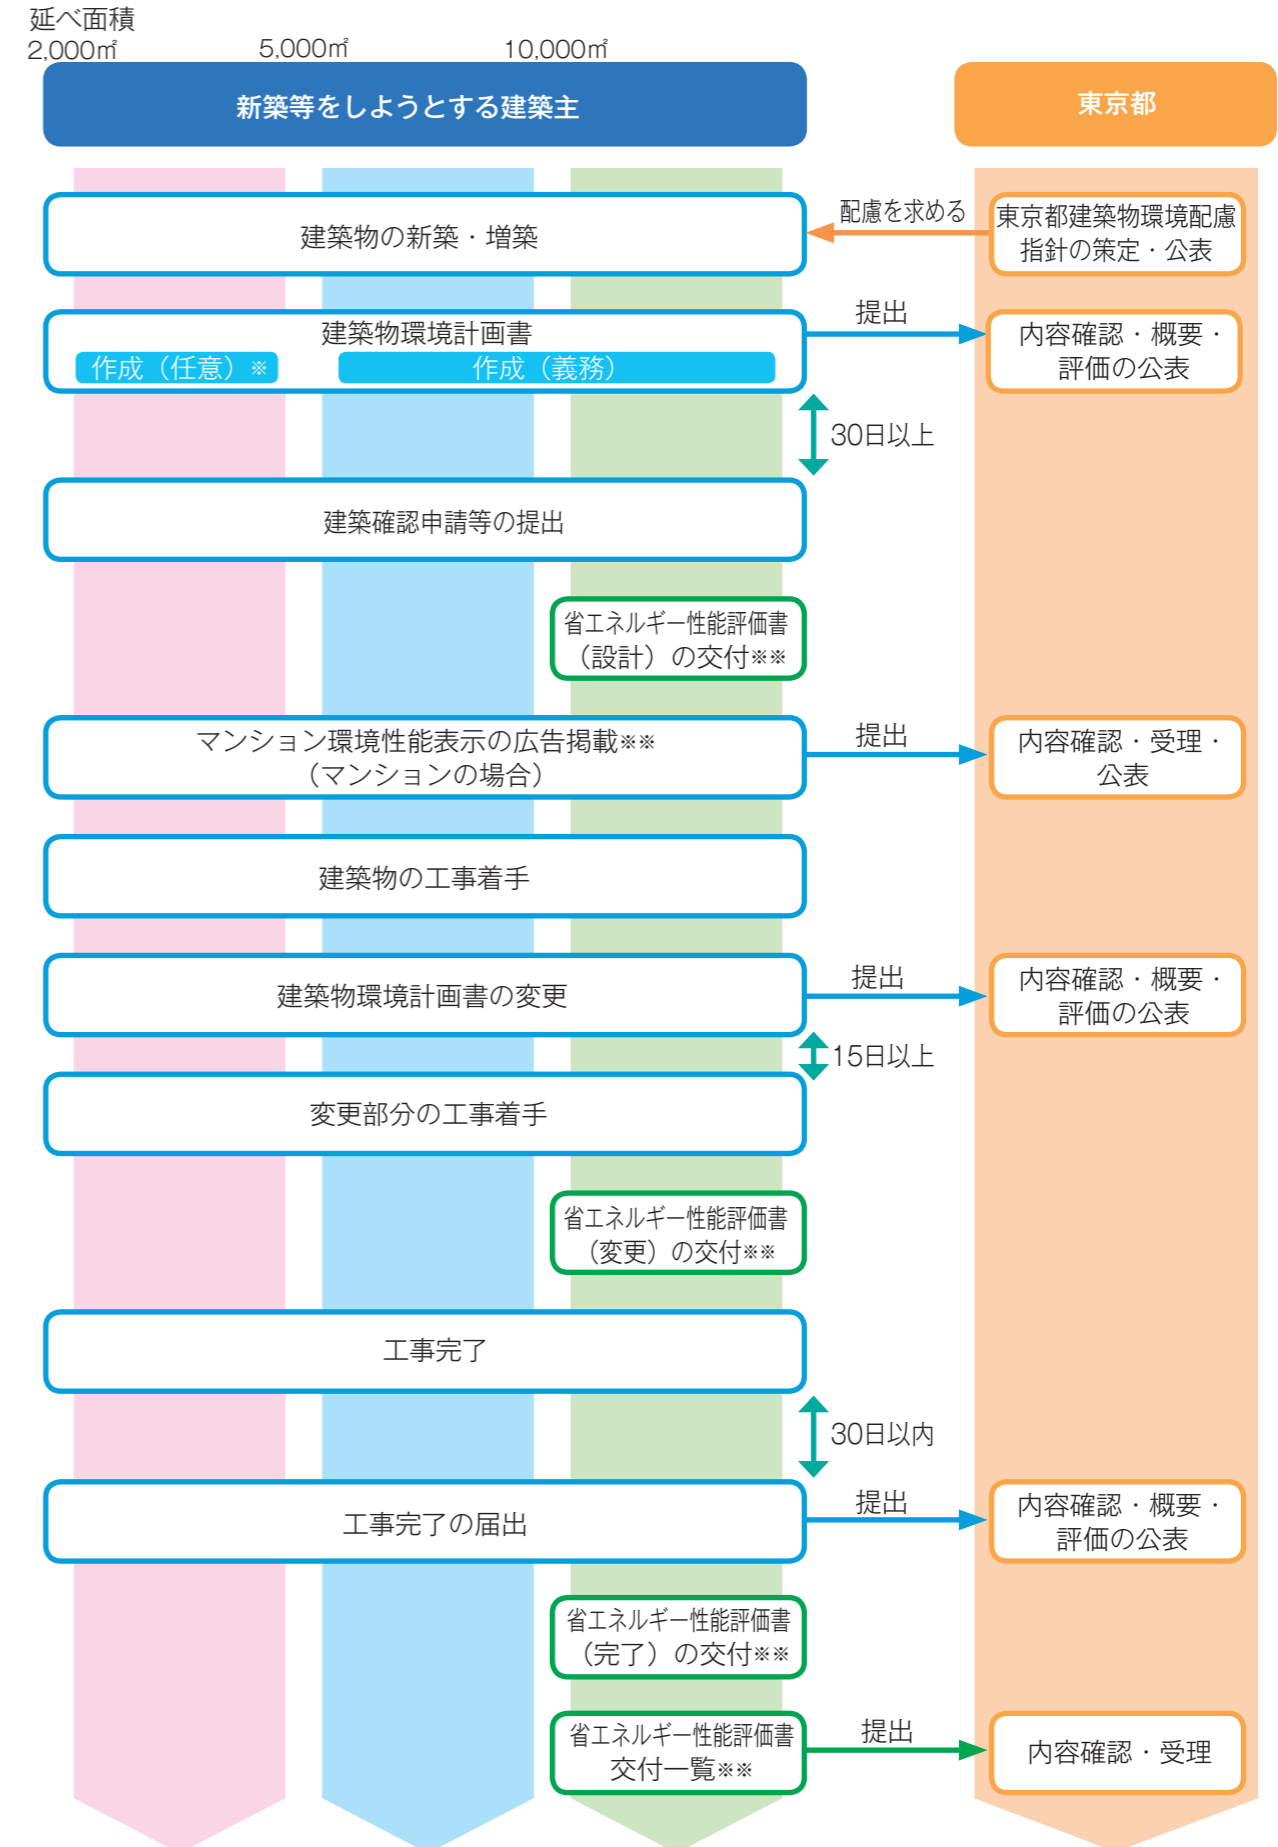 延べ面積
2,000㎡
5,000㎡
10,000㎡
新築等をしようとする建築主
東京都
建築物の新築・増築
配慮を求める
東京都建築物環境配慮
指針の策定・公表
建築物環境計画書
作成（任意）※
作成（義務）
提出
内容確認・概要・
評価の公表
30日以上
建築確認申請等の提出
省エネルギー性能評価書
（設計）の交付※※
マンション環境性能表示の広告掲載※※
（マンションの場合）
提出
内容確認・受理・
公表
建築物の工事着手
建築物環境計画書の変更
提出
内容確認・概要・
評価の公表
15日以上
変更部分の工事着手
省エネルギー性能評価書
（変更）の交付※※
工事完了
30日以内
工事完了の届出
提出
内容確認・概要・
評価の公表
省エネルギー性能評価書
（完了）の交付※※
省エネルギー性能評価書
交付一覧※※
提出
内容確認・受理